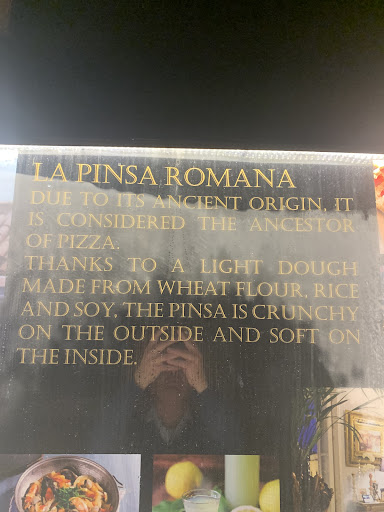 LA PINSA ROMANA
DUE TO ITS ANCIENT ORIGIN, IT
IS CONSIDERED THE ANCESTOR
OF PIZZA.
THANKS TO A LIGHT DOUGH
MADE FROM WHEAT FLOUR, RICE
AND SOY, THE PINSA IS CRUNCHY
ON THE OUTSIDE AND SOFT ON
THE INSIDE.